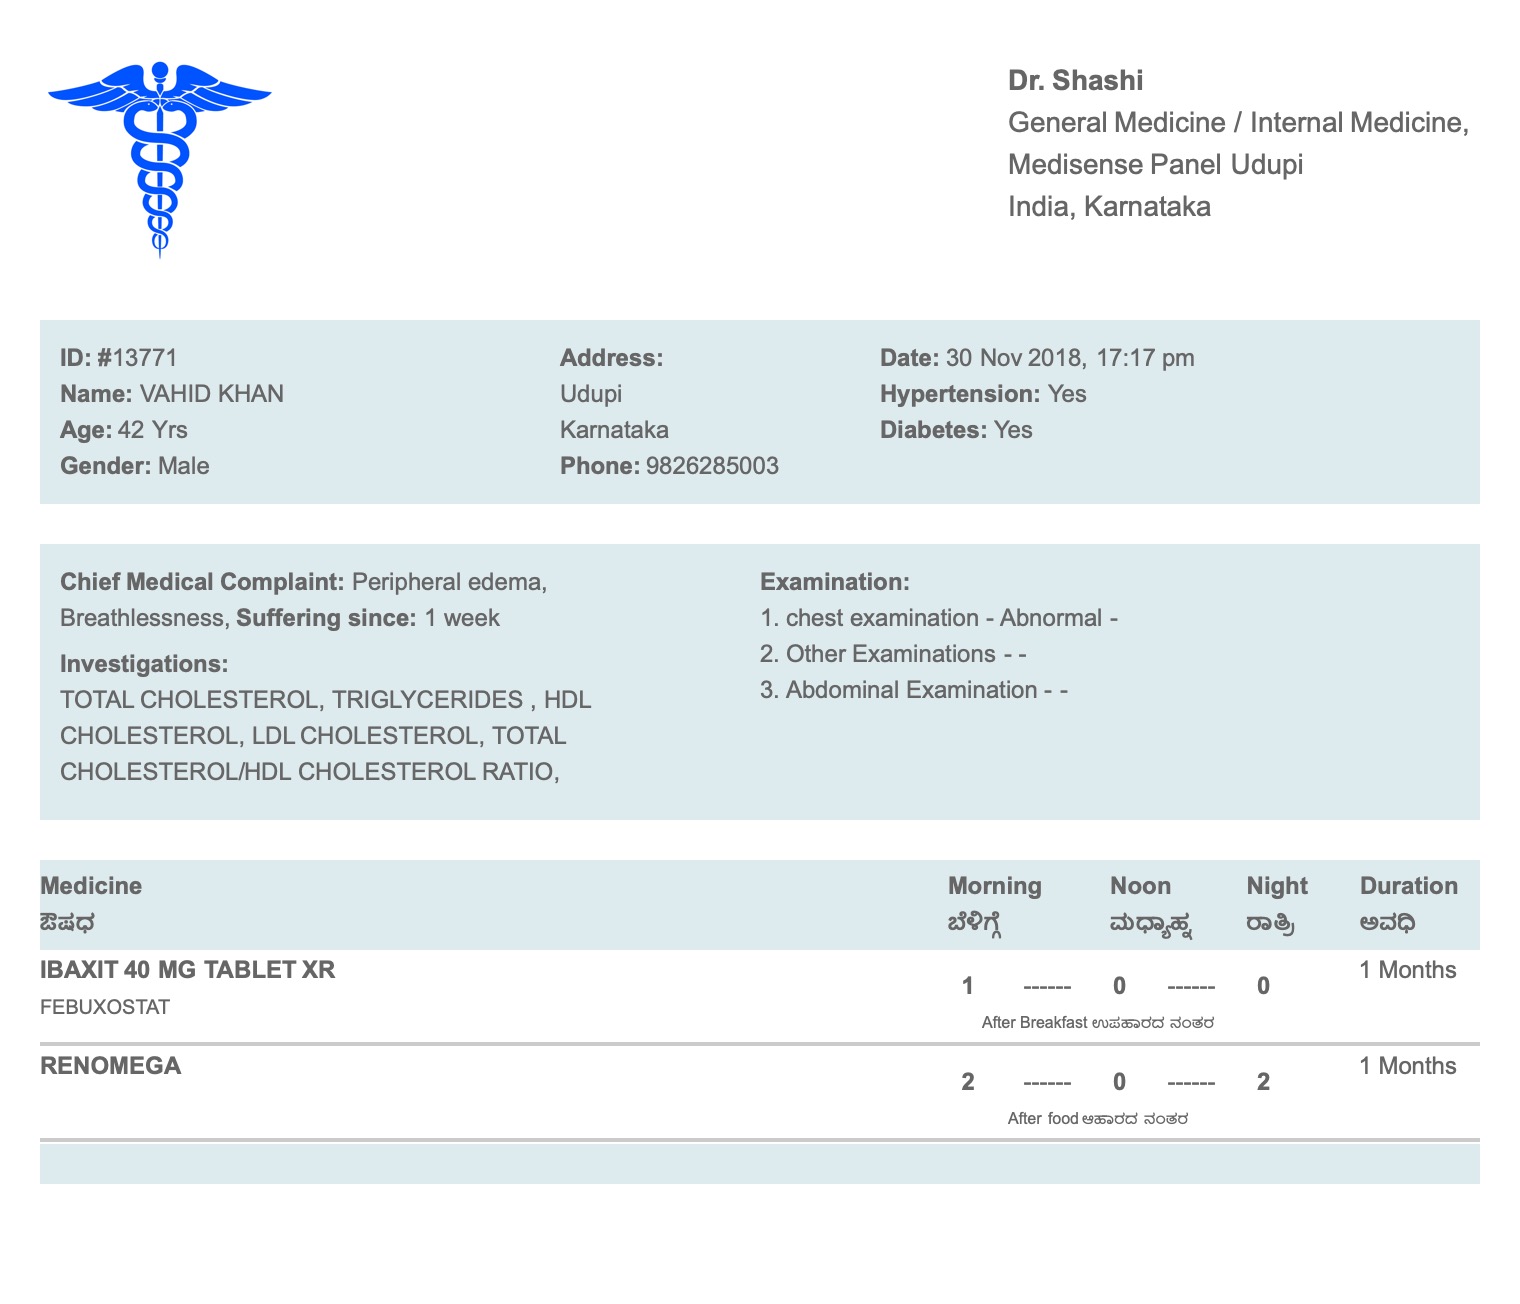 Dr. Shashi
General Medicine / Internal Medicine,
Medisense Panel Udupi
India, Karnataka
ID: #13771
Name: VAHID KHAN
Age: 42 Yrs
Gender: Male
Address:
Udupi
Karnataka
Phone: 9826285003
Date: 30 Nov 2018, 17:17 pm
Hypertension: Yes
Diabetes: Yes
Chief Medical Complaint: Peripheral edema,
Breathlessness, Suffering since: 1 week
Investigations:
TOTAL CHOLESTEROL, TRIGLYCERIDES , HDL
CHOLESTEROL, LDL CHOLESTEROL, TOTAL
CHOLESTEROL/HDL CHOLESTEROL RATIO,
Examination:
1. chest examination - Abnormal -
2. Other Examinations - -
3. Abdominal Examination - -
Medicine Morning Noon Night Duration
ಔಷಧ ಬೆಳಿಗ್ಗೆ ಮಧ್ಯಾಹ್ನ ರಾತ್ರಿ ಅವಧಿ
IBAXIT 40 MG TABLET XR 1 ------ 0 ------ 0 1 Months
FEBUXOSTAT
After Breakfast ಉಪಹಾರದ ನಂತರ
RENOMEGA 2 ------ 0 ------ 2 1 Months
After food ಆಹಾರದ ನಂತರ